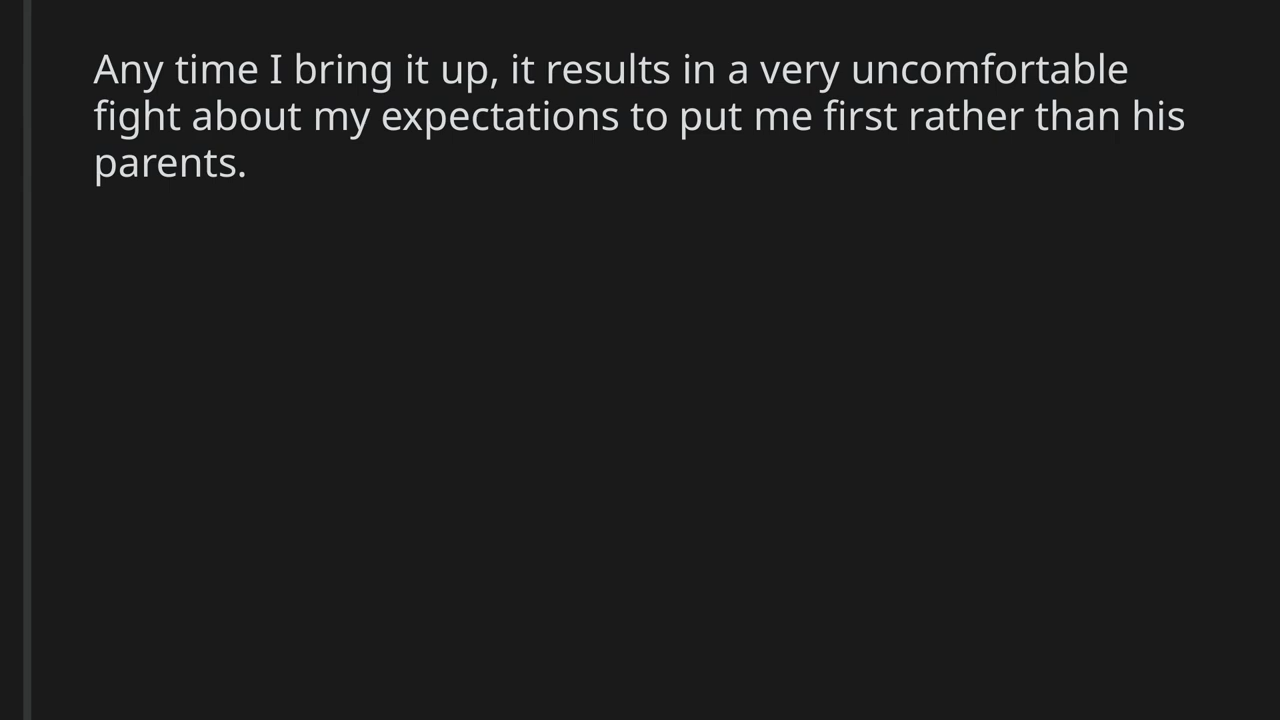 Any time I bring it up, it results in a very uncomfortable
fight about my expectations to put me first rather than his
parents.